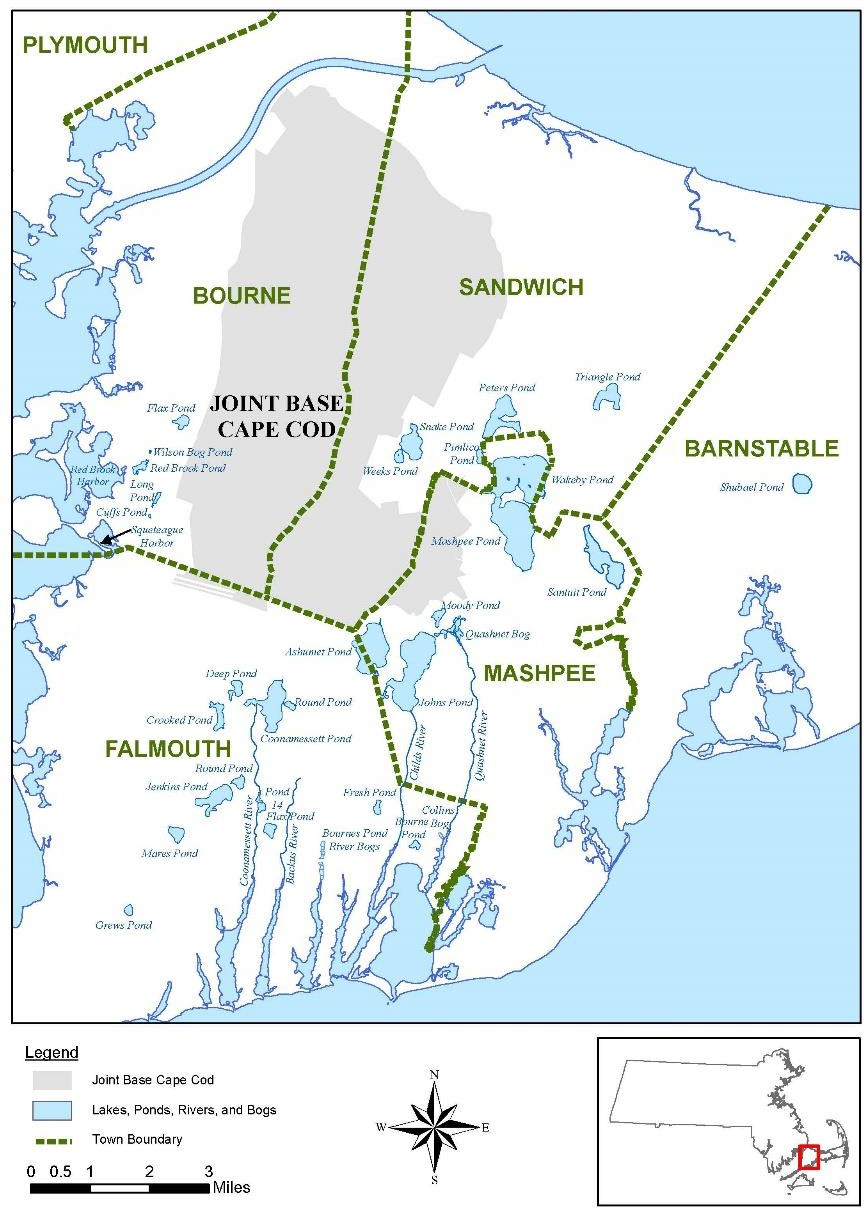 PLYMOUTH
BOURNE
SANDWICH
JOINT BASE
CAPE COD
Flax Pond
Wilson Bog Pond
Red Brook Pond
Red Brook
Harbor
Long
Pond
Cuffs Pond
Squeteague
Harbor
Peters Pond
Triangle Pond
Snake Pond
Pimlico
Pond
Weeks Pond
Wakeby Pond
BARNSTABLE
Shubael Pond
Mashpee Pond
Santuit Pond
Moody Pond
Quashnet Bog
Ashumet Pond
MASHPEE
Deep Pond
Round Pond
Johns Pond
Crooked Pond
Coonamessett Pond
FALMOUTH
Childs River
Quashnet River
Round Pond
Jenkins Pond
Pond
14
Flax Pond
Fresh Pond
Collins
Bog
Bourne
Pond
Bournes Pond
River Bogs
Mares Pond
Coonamessett River
Backus River
Grews Pond
Legend
Joint Base Cape Cod
Lakes, Ponds, Rivers, and Bogs
Town Boundary
0 0.5 1 2 3
Miles
N
W E
S